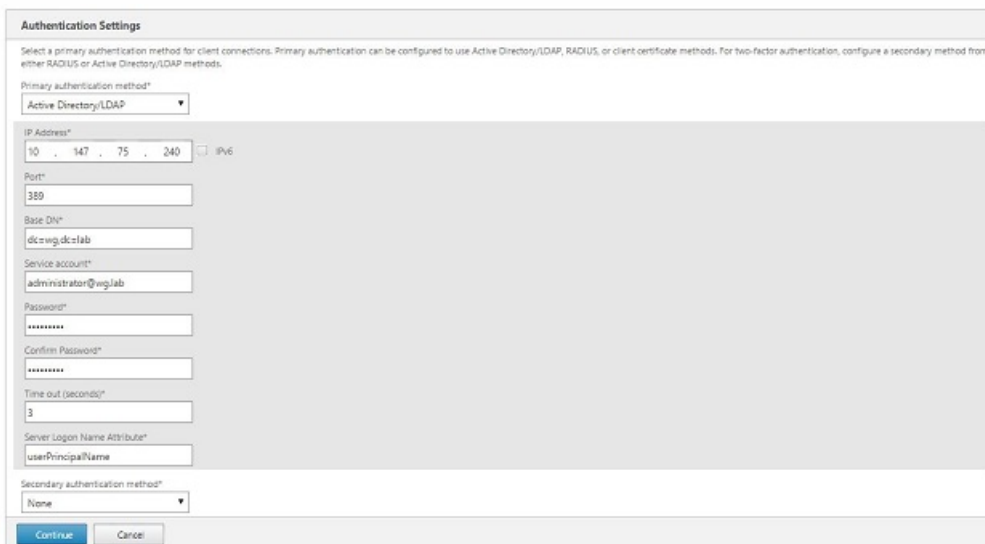 Authentication Settings
Select a primary authentication method for client connections. Primary authentication can be configured to use Active Directory/LDAP, RADIUS, or client certificate methods. For two-factor authentication, configure a secondary method from
either RADIUS or Active Directory/LDAP methods.
Primary authentication method*
Active Directory/LDAP
IP Address*
10 . 147 . 75 . 240 IPv6
Port*
389
Base DN*
dc=wg,dc=lab
Service account*
administrator@wg.lab
Password*
•••••••••
Confirm Password*
•••••••••
Time out (seconds)*
3
Server Logon Name Attribute*
userPrincipalName
Secondary authentication method*
None
Continue Cancel